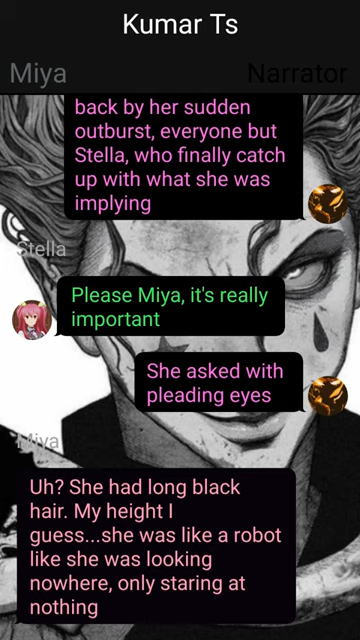 Kumar Ts
Miya
Narrator
back by her sudden
outburst, everyone but
Stella, who finally catch
up with what she was
implying
Stella
Please Miya, it's really
important
She asked with
pleading eyes
Miya
Uh? She had long black
hair. My height I
guess...she was like a robot
like she was looking
nowhere, only staring at
nothing